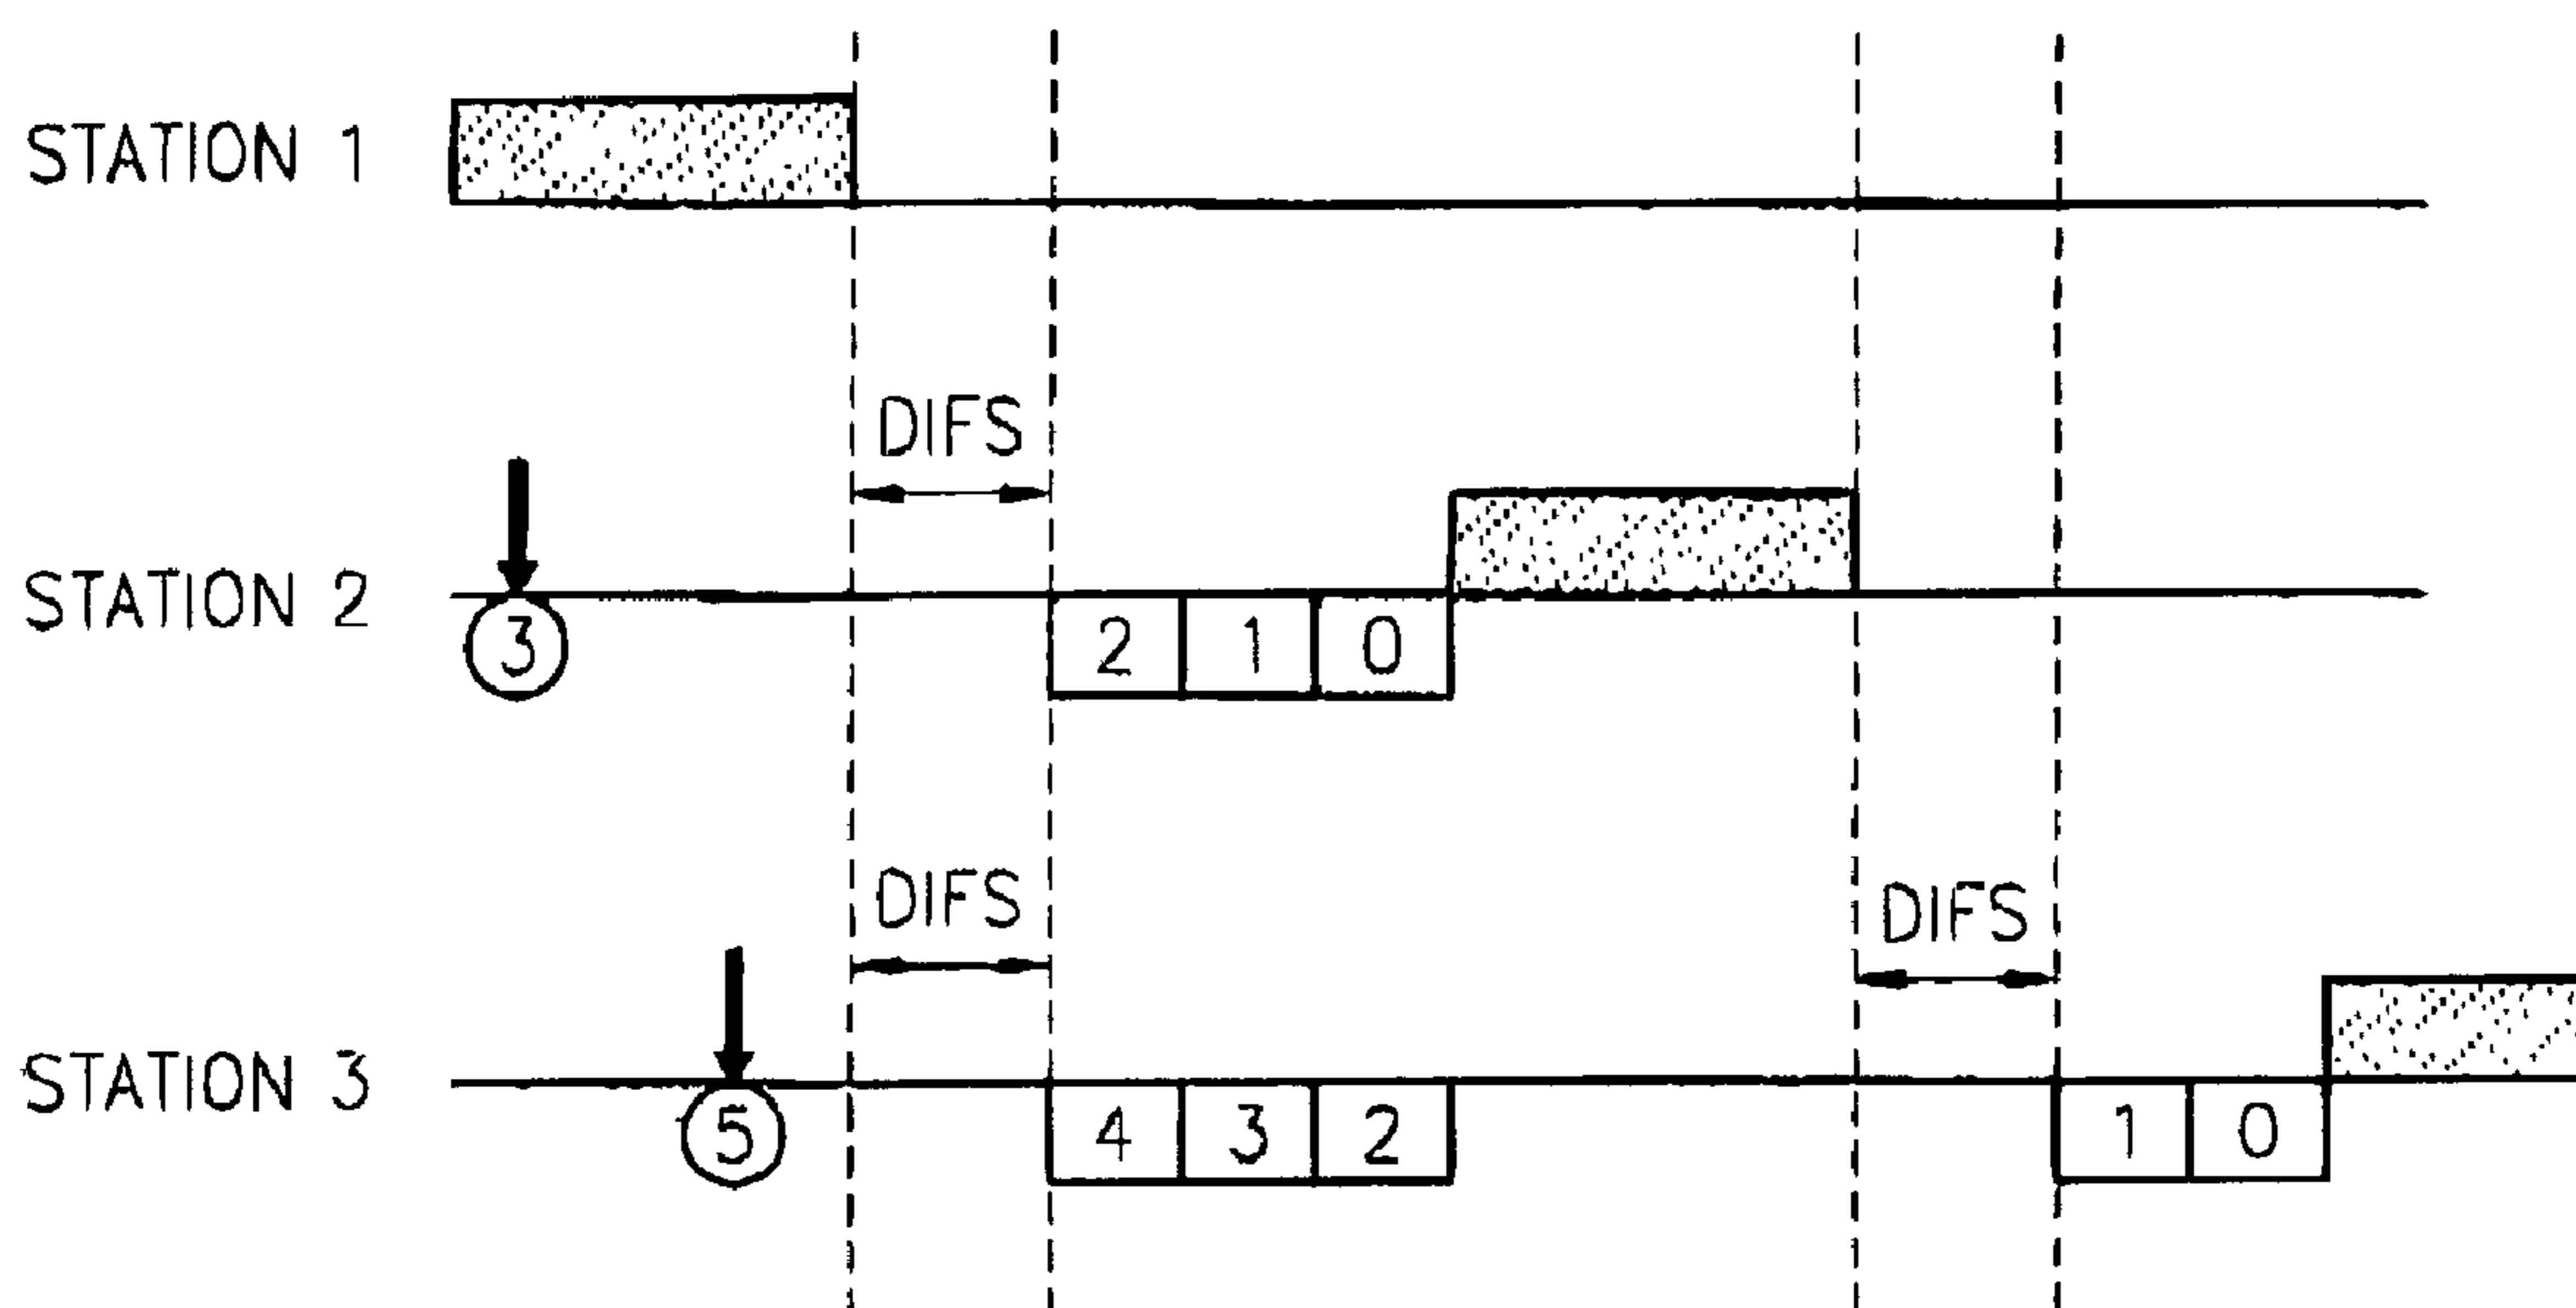 STATION 1
DIFS
STATION 2
3
2 1 0
DIFS
DIFS
STATION 3
5
4 3 2
1 0